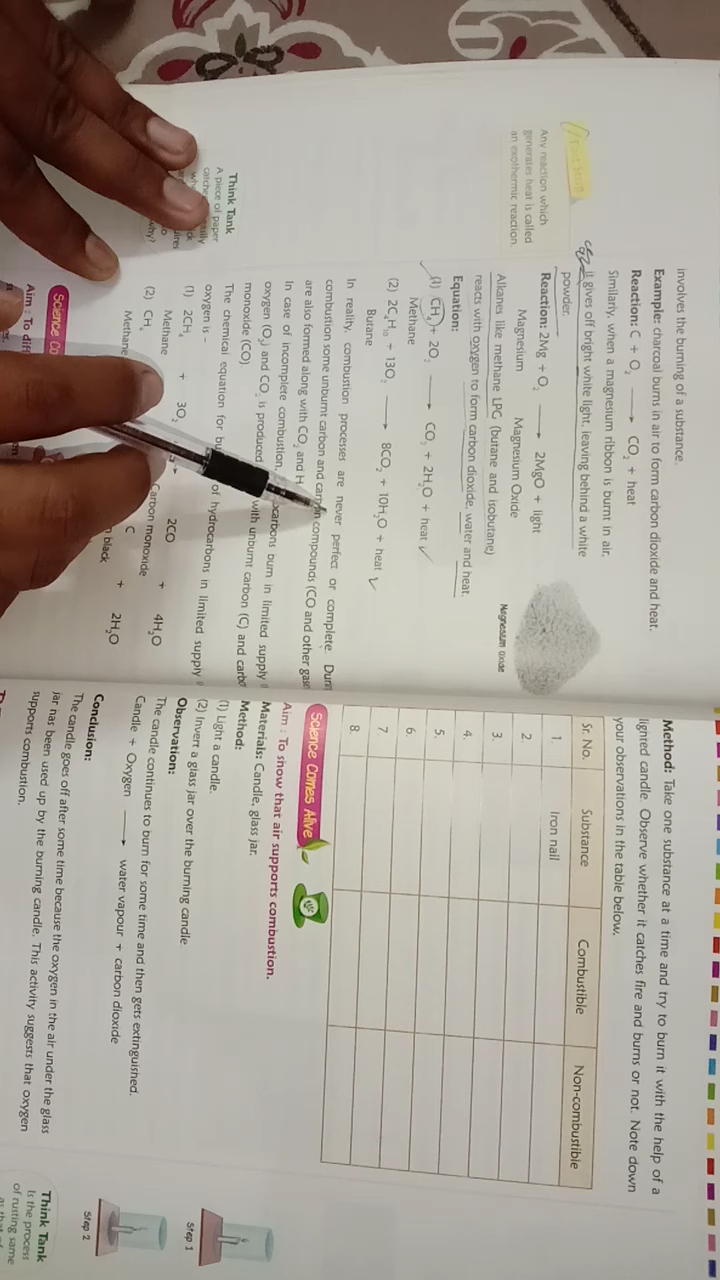 involves the burning of a substance.
Example: charcoal burns in air to form carbon dioxide and heat.
Reaction: C + O₂ → CO₂ + heat
Similarly, when a magnesium ribbon is burnt in air,
it gives off bright white light, leaving behind a white
powder.
Any reaction which
generates heat is called
an exothermic reaction.
Reaction: 2Mg + O₂ → 2MgO + light
Magnesium Magnesium Oxide
Magnesium oxide
Alkanes like methane LPG (butane and isobutane)
reacts with oxygen to form carbon dioxide, water and heat.
Equation:
(1) CH₄ + 2O₂ → CO₂ + 2H₂O + heat
Methane
(2) 2C₄H₁₀ + 13O₂ → 8CO₂ + 10H₂O + heat
Butane
In reality, combustion processes are never perfect or complete.
combustion some unburnt carbon and compounds (CO and other
are also formed along with CO₂ and
In case of incomplete combustion, burn in limited supply
oxygen (O₂) and CO₂ is produced with unburnt carbon (C) and
monoxide (CO)
The chemical equation for of hydrocarbons in limited supply
oxygen is -
(1) 2CH₄ + 3O₂ 2CO + 4H₂O
Methane Carbon monoxide
(2) CH₄ C + 2H₂O
Methane black
Think Tank
A piece of paper
why?
Science
Aim : To
Method: Take one substance at a time and try to burn it with the help of a
lighted candle. Observe whether it catches fire and burns or not. Note down
your observations in the table below.
Sr. No. Substance Combustible Non-combustible
1. Iron nail
2
3.
4.
5.
6.
7.
8.
Science Comes Alive
Aim : To show that air supports combustion.
Materials: Candle, glass jar.
Method:
(1) Light a candle.
(2) Invert a glass jar over the burning candle
Observation:
The candle continues to burn for some time and then gets extinguished.
Candle + Oxygen → water vapour + carbon dioxide
Conclusion:
The candle goes off after some time because the oxygen in the air under the glass
jar has been used up by the burning candle. This activity suggests that oxygen
supports combustion.
Step 1
Step 2
Think Tank
Is the process
of rusting same